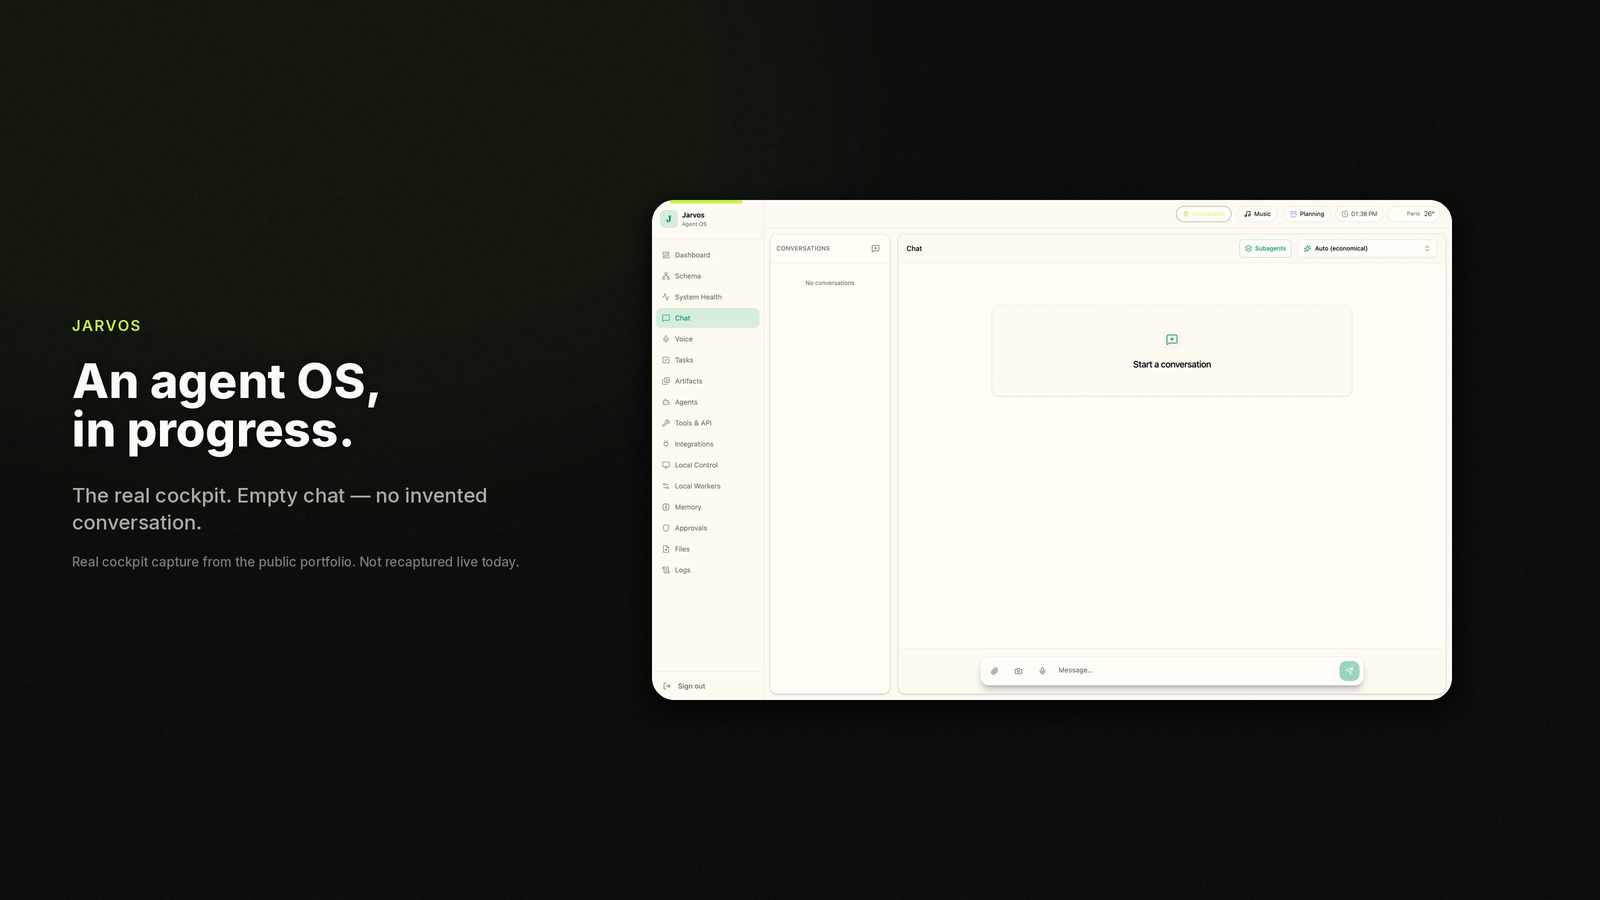 JARVOS
An agent OS,
in progress.
The real cockpit. Empty chat — no invented
conversation.
Real cockpit capture from the public portfolio. Not recaptured live today.
J
Jarvos
Agent OS
Dashboard
Schema
System Health
Chat
Voice
Tasks
Artifacts
Agents
Tools & API
Integrations
Local Control
Local Workers
Memory
Approvals
Files
Logs
Sign out
Unavailable
Music
Planning
01:38 PM
Paris 26°
CONVERSATIONS
No conversations
Chat
Subagents
Auto (economical)
Start a conversation
Message...